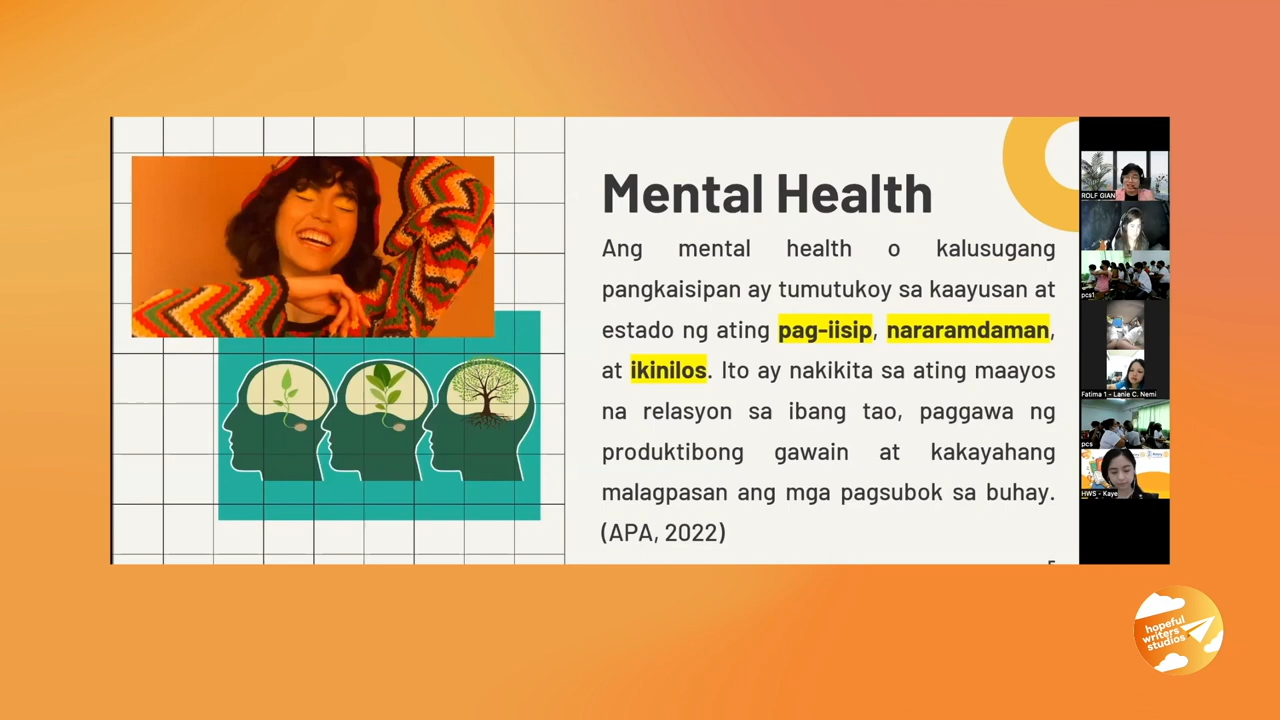 Mental Health
Ang mental health o kalusugang
pangkaisipan ay tumutukoy sa kaayusan at
estado ng ating pag-iisip, nararamdaman,
at ikinilos. Ito ay nakikita sa ating maayos
na relasyon sa ibang tao, paggawa ng
produktibong gawain at kakayahang
malagpasan ang mga pagsubok sa buhay.
(APA, 2022)
ROLF GIAN
pcs1
Fatima 1 - Lanie C. Nemi
pcs
HWS - Kaye
hopeful
writers
studios